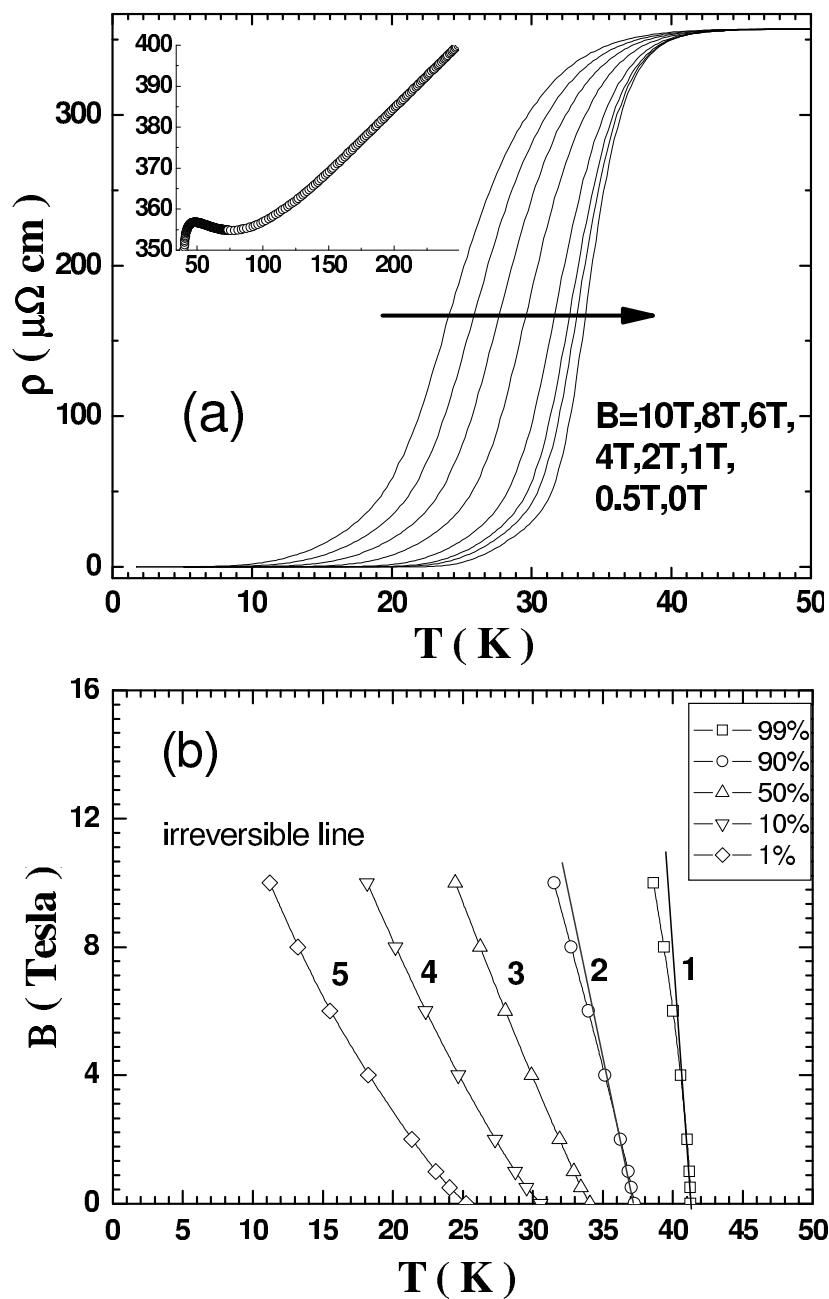 400
390
380
370
360
350
50 100 150 200
300
200
100
0
ρ ( μΩ cm)
(a)
B=10T,8T,6T,
4T,2T,1T,
0.5T,0T
0 10 20 30 40 50
T ( K )
16
12
8
4
0
B ( Tesla )
(b)
irreversible line
99%
90%
50%
10%
1%
5 4 3 2 1
0 5 10 15 20 25 30 35 40 45 50
T ( K )